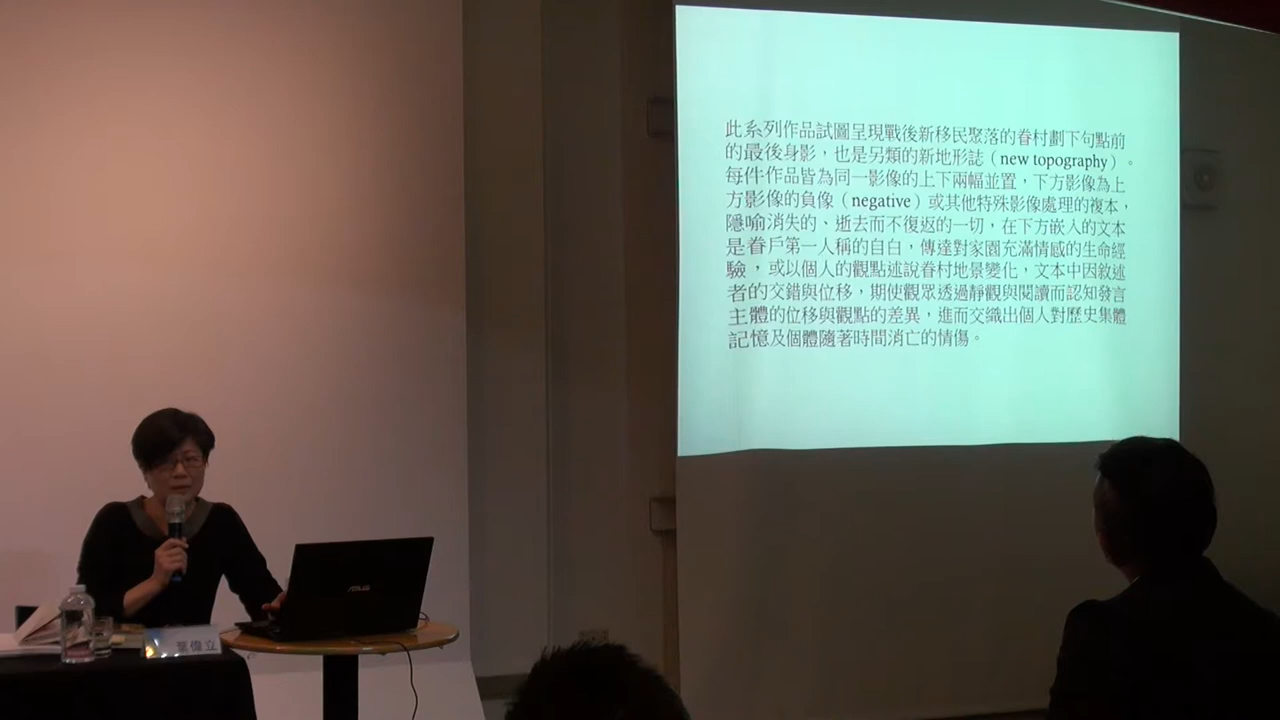 此系列作品試圖呈現戰後新移民聚落的眷村劃下句點前
的最後身影，也是另類的新地形誌（new topography）。
每件作品皆為同一影像的上下兩幅並置，下方影像為上
方影像的負像（negative）或其他特殊影像處理的複本，
隱喻消失的、逝去而不復返的一切，在下方嵌入的文本
是眷戶第一人稱的自白，傳達對家園充滿情感的生命經
驗，或以個人的觀點述說眷村地景變化，文本中因敘述
者的交錯與位移，期使觀眾透過靜觀與閱讀而認知發言
主體的位移與觀點的差異，進而交織出個人對歷史集體
記憶及個體隨著時間消亡的情傷。
ASUS
葉偉立